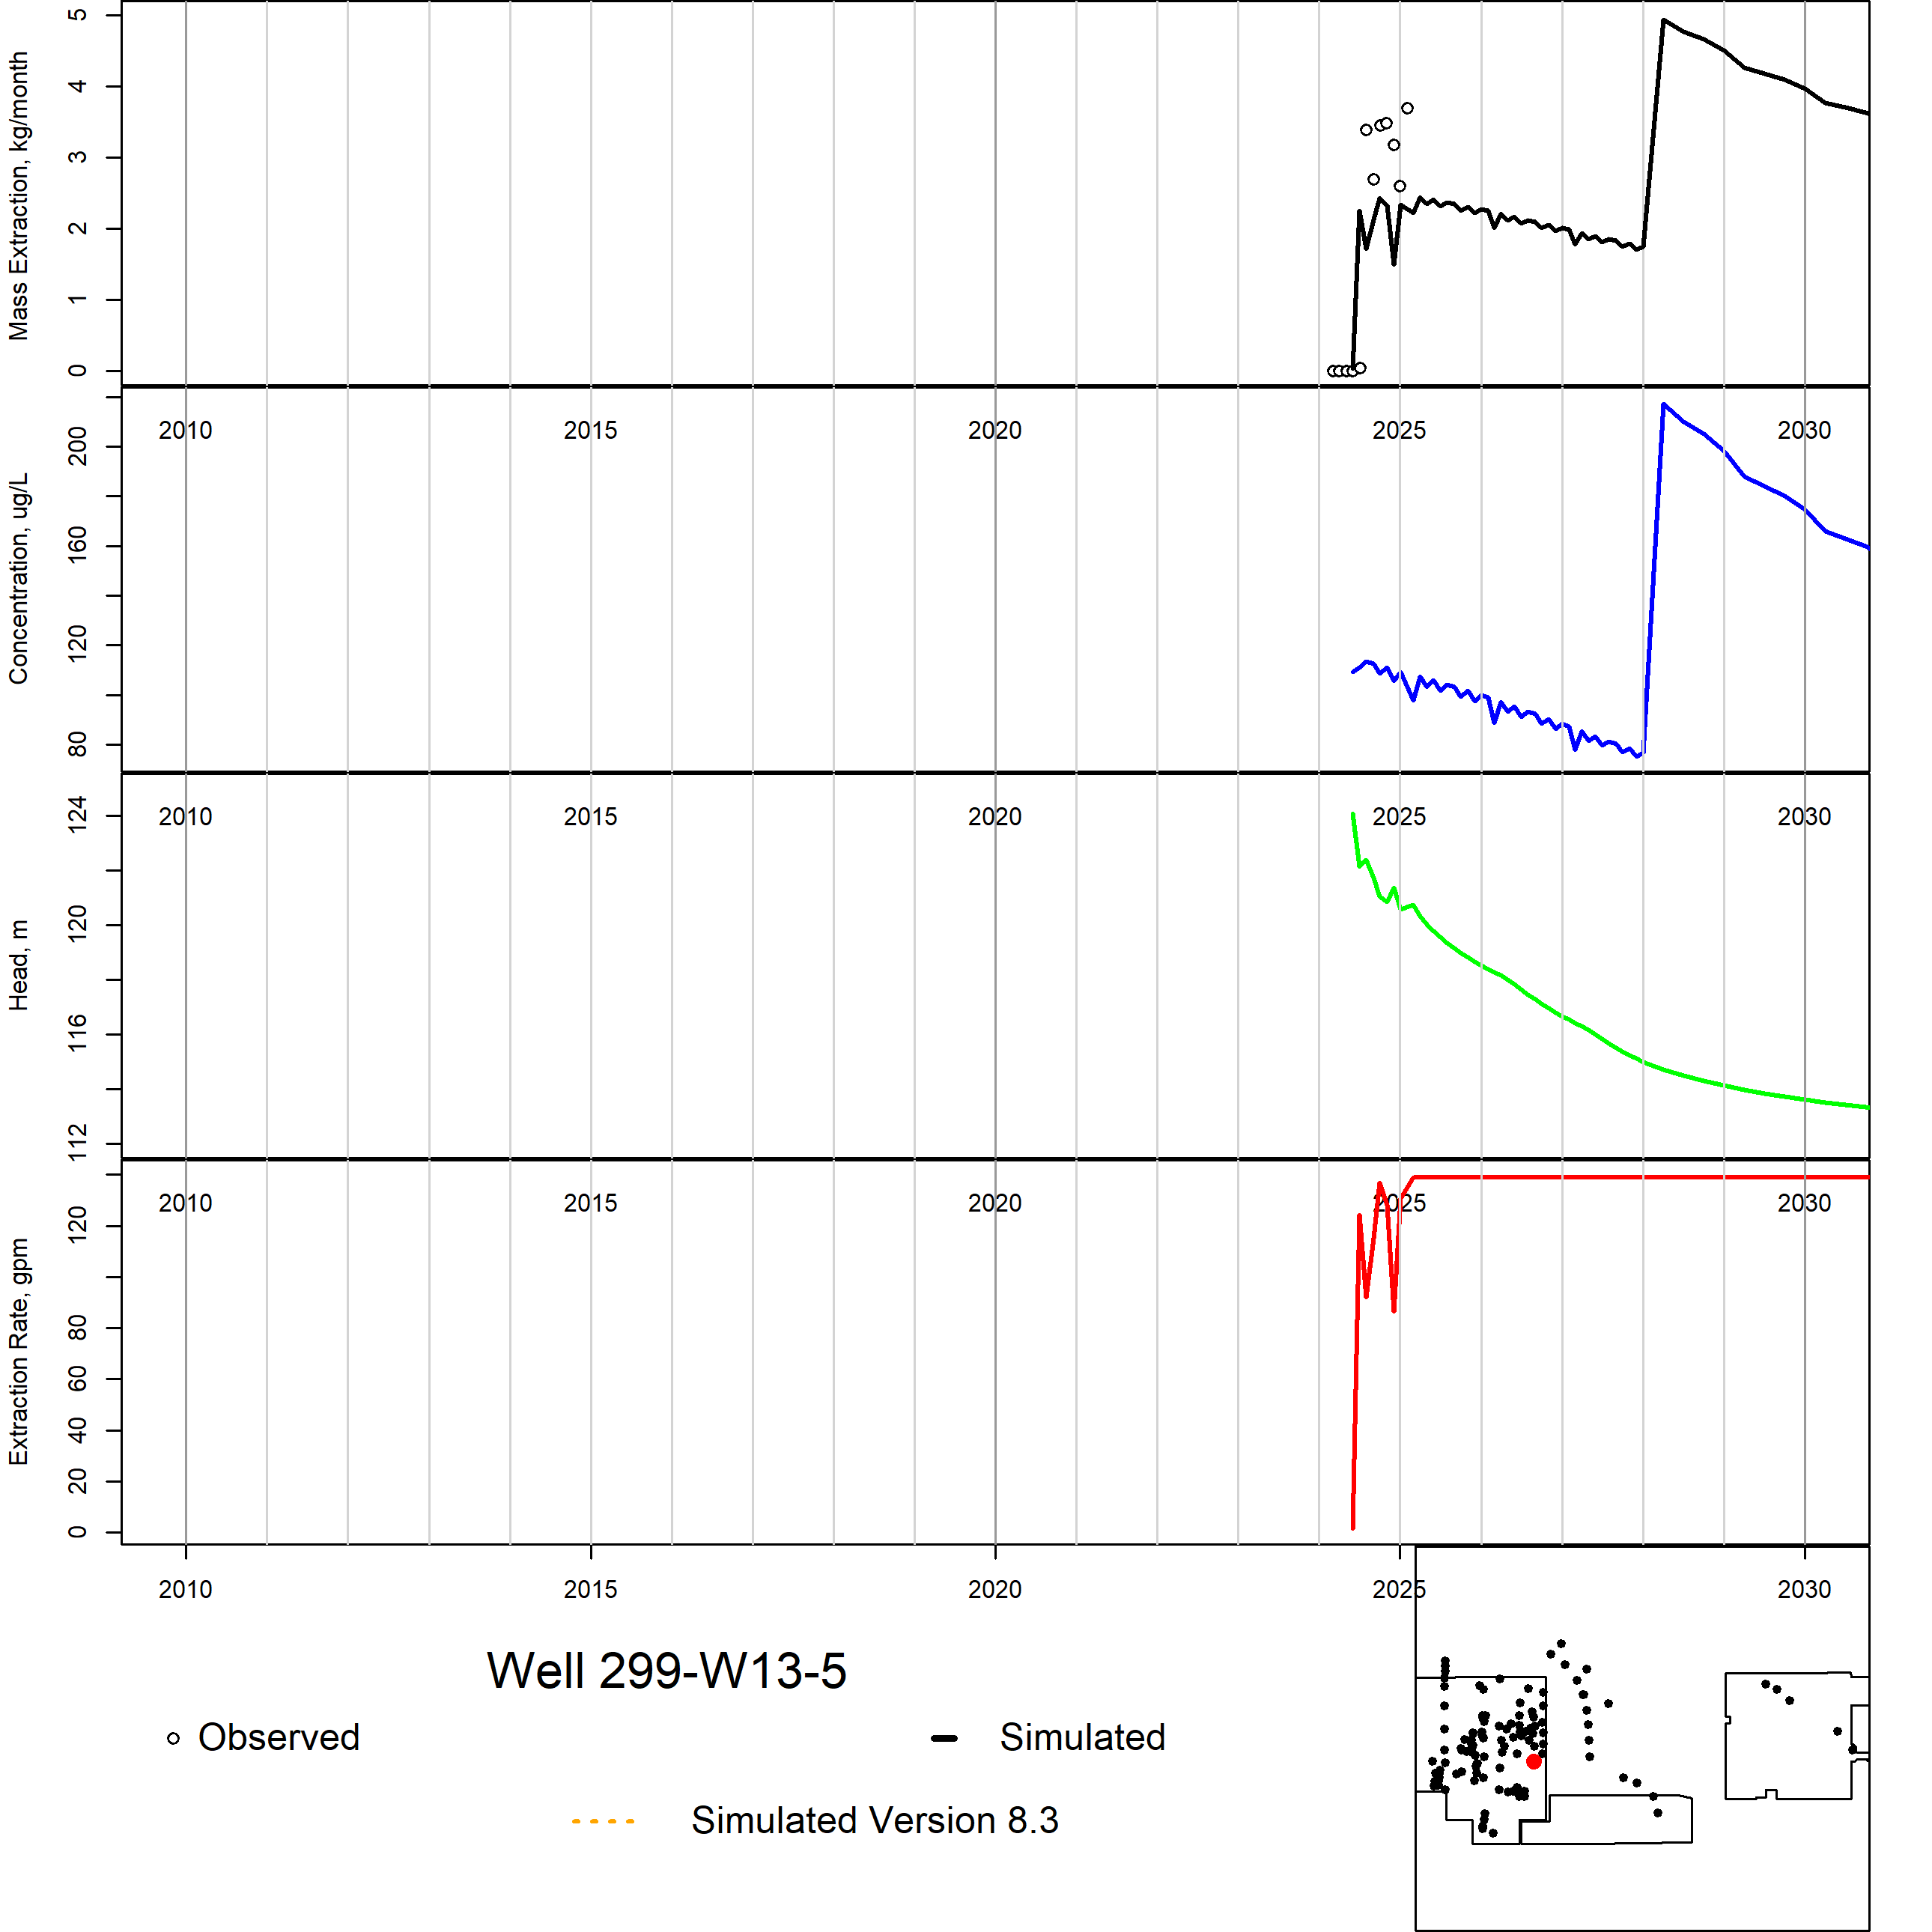 Mass Extraction, kg/month
5
4
3
2
1
0
2010 2015 2020 2025 2030
Concentration, ug/L
200
160
120
80
2010 2015 2020 2025 2030
Head, m
124
120
116
112
2010 2015 2020 2025 2030
Extraction Rate, gpm
120
80
60
40
20
0
2010 2015 2020 2025 2030
Well 299-W13-5
Observed
Simulated
Simulated Version 8.3